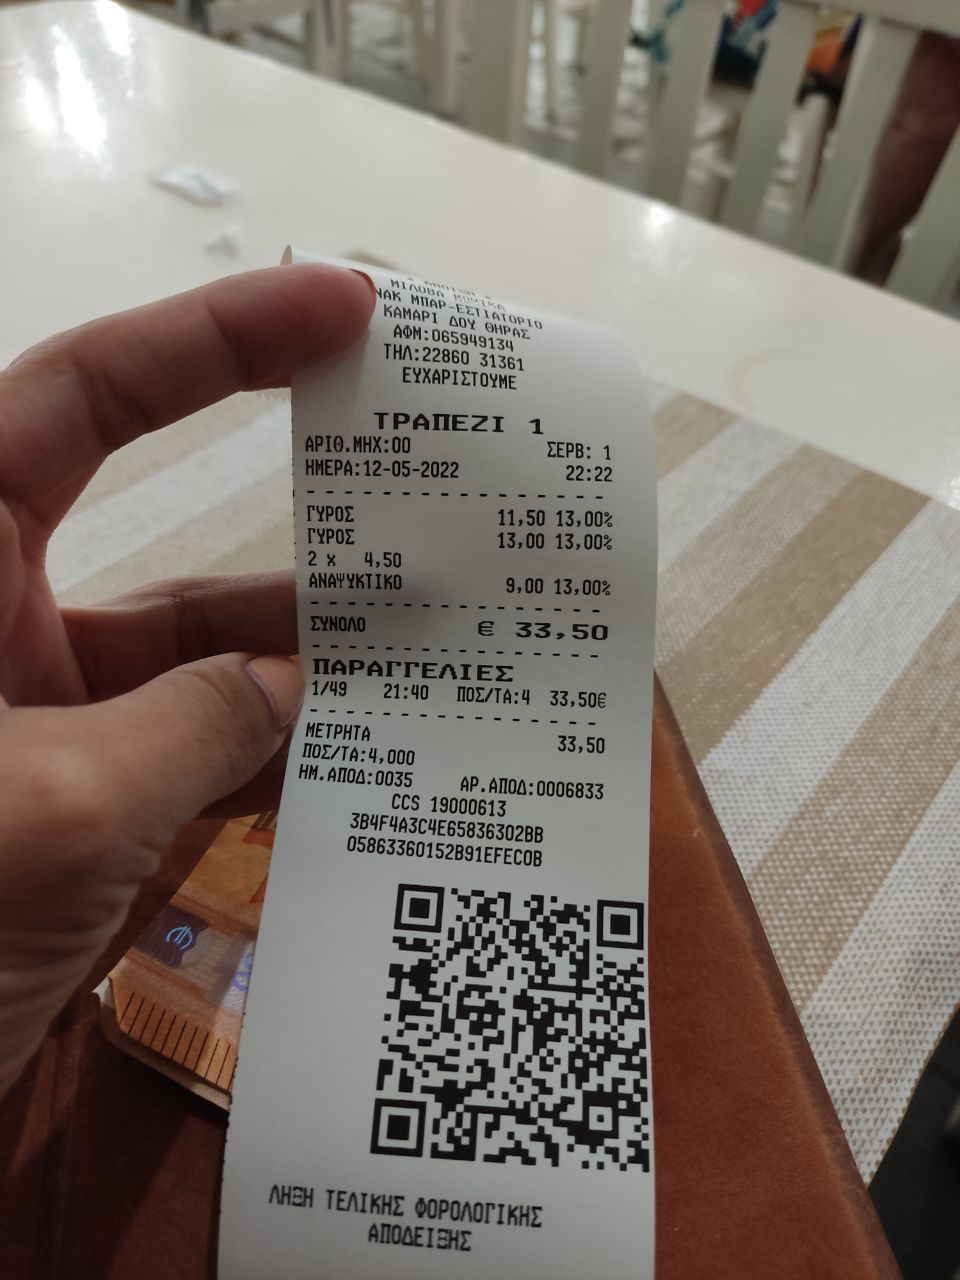 ΜΙΛΟΒΑ ΜΟΝΙΚΑ
ΝΑΚ ΜΠΑΡ-ΕΣΤΙΑΤΟΡΙΟ
ΚΑΜΑΡΙ ΔΟΥ ΘΗΡΑΣ
ΑΦΜ:065949134
ΤΗΛ:22860 31361
ΕΥΧΑΡΙΣΤΟΥΜΕ
ΤΡΑΠΕΖΙ 1
ΑΡΙΘ.ΜΗΧ:00 ΣΕΡΒ: 1
ΗΜΕΡΑ:12-05-2022 22:22
ΓΥΡΟΣ 11,50 13,00%
ΓΥΡΟΣ 13,00 13,00%
2 x 4,50
ΑΝΑΨΥΚΤΙΚΟ 9,00 13,00%
ΣΥΝΟΛΟ € 33,50
ΠΑΡΑΓΓΕΛΙΕΣ
1/49 21:40 ΠΟΣ/ΤΑ:4 33,50€
ΜΕΤΡΗΤΑ 33,50
ΠΟΣ/ΤΑ:4,000
ΗΜ.ΑΠΟΔ:0035 ΑΡ.ΑΠΟΔ:0006833
CCS 19000613
3B4F4A3C4E65836302BB
05863360152B91EFEC0B
ΛΗΞΗ ΤΕΛΙΚΗΣ ΦΟΡΟΛΟΓΙΚΗΣ
ΑΠΟΔΕΙΞΗΣ